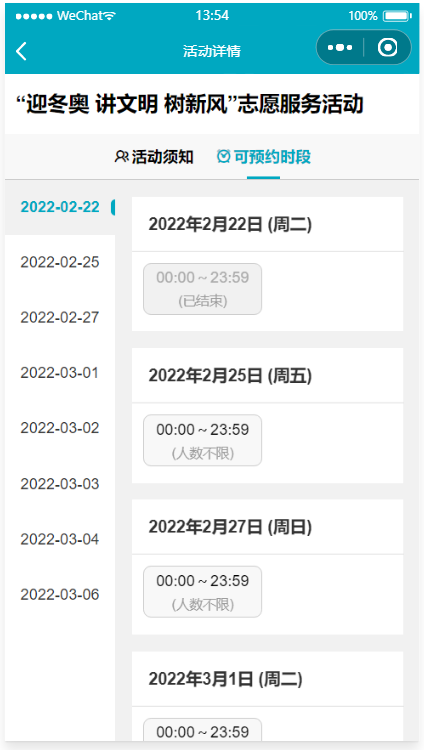 WeChat 13:54 100%
活动详情
“迎冬奥 讲文明 树新风”志愿服务活动
活动须知 可预约时段
2022-02-22
2022-02-25
2022-02-27
2022-03-01
2022-03-02
2022-03-03
2022-03-04
2022-03-06
2022年2月22日 (周二)
00:00 ~ 23:59
(已结束)
2022年2月25日 (周五)
00:00 ~ 23:59
(人数不限)
2022年2月27日 (周日)
00:00 ~ 23:59
(人数不限)
2022年3月1日 (周二)
00:00 ~ 23:59